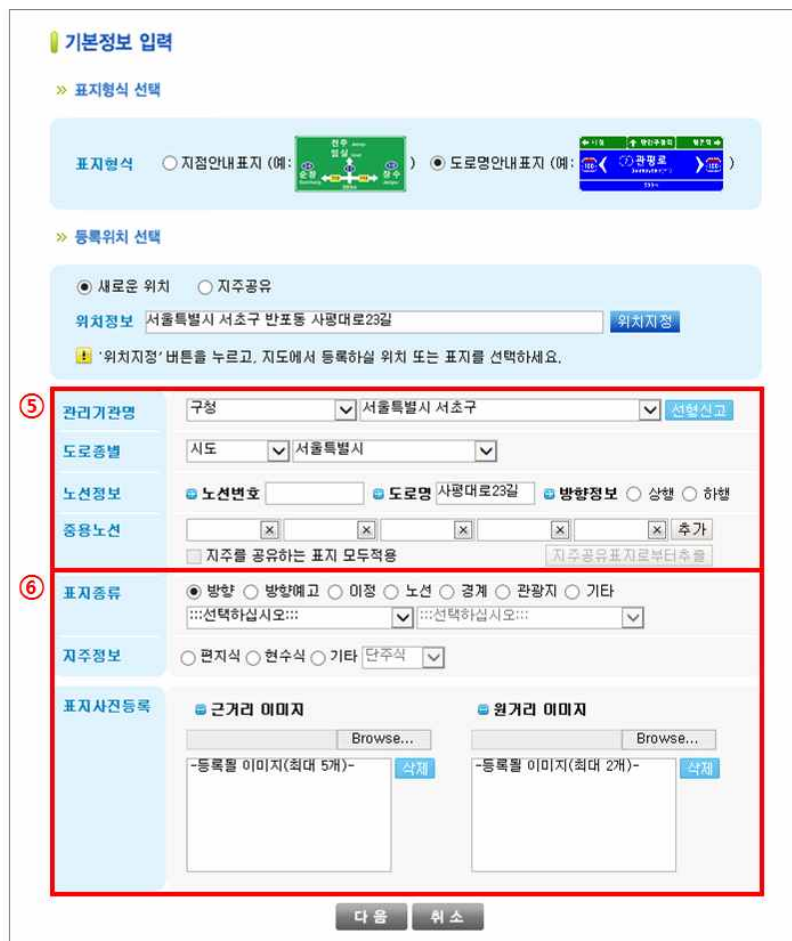 기본정보 입력
» 표지형식 선택
표지형식 지점안내표지 (예: 전주 임실 순창 장수 ) 도로명안내표지 (예: 관평로 )
» 등록위치 선택
새로운 위치 지주공유
위치정보 서울특별시 서초구 반포동 사평대로23길 위치지정
! '위치지정' 버튼을 누르고, 지도에서 등록하실 위치 또는 표지를 선택하세요.
⑤ 관리기관명 구청 서울특별시 서초구 선형신고
도로종별 시도 서울특별시
노선정보 노선번호 도로명 사평대로23길 방향정보 상행 하행
중용노선 추가
지주를 공유하는 표지 모두적용 지주공유표지로부터추출
⑥ 표지종류 방향 방향예고 이정 노선 경계 관광지 기타
:::선택하십시오::: :::선택하십시오:::
지주정보 편지식 현수식 기타 단주식
표지사진등록 근거리 이미지 원거리 이미지
Browse... Browse...
-등록될 이미지(최대 5개)- 삭제 -등록될 이미지(최대 2개)- 삭제
다음 취소